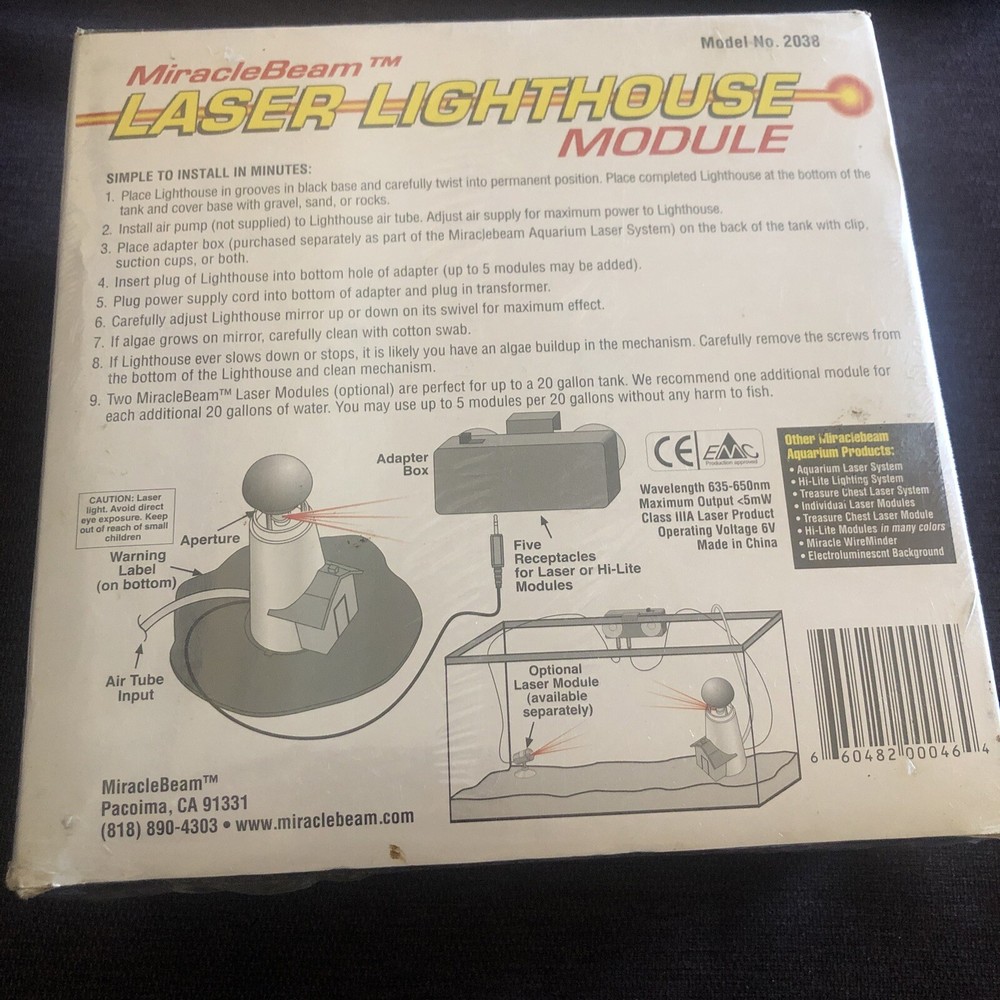 Model No. 2038
MiracleBeam™
LASER LIGHTHOUSE
MODULE
SIMPLE TO INSTALL IN MINUTES:
1. Place Lighthouse in grooves in black base and carefully twist into permanent position. Place completed Lighthouse at the bottom of the
tank and cover base with gravel, sand, or rocks.
2. Install air pump (not supplied) to Lighthouse air tube. Adjust air supply for maximum power to Lighthouse.
3. Place adapter box (purchased separately as part of the Miraclebeam Aquarium Laser System) on the back of the tank with clip,
suction cups, or both.
4. Insert plug of Lighthouse into bottom hole of adapter (up to 5 modules may be added).
5. Plug power supply cord into bottom of adapter and plug in transformer.
6. Carefully adjust Lighthouse mirror up or down on its swivel for maximum effect.
7. If algae grows on mirror, carefully clean with cotton swab.
8. If Lighthouse ever slows down or stops, it is likely you have an algae buildup in the mechanism. Carefully remove the screws from
the bottom of the Lighthouse and clean mechanism.
9. Two MiracleBeam™ Laser Modules (optional) are perfect for up to a 20 gallon tank. We recommend one additional module for
each additional 20 gallons of water. You may use up to 5 modules per 20 gallons without any harm to fish.
CAUTION: Laser
light. Avoid direct
eye exposure. Keep
out of reach of small
children
Aperture
Warning
Label
(on bottom)
Air Tube
Input
Adapter
Box
Five
Receptacles
for Laser or Hi-Lite
Modules
CE
EMC
Production approved
Wavelength 635-650nm
Maximum Output <5mW
Class IIIA Laser Product
Operating Voltage 6V
Made in China
Other Miraclebeam
Aquarium Products:
• Aquarium Laser System
• Hi-Lite Lighting System
• Treasure Chest Laser System
• Individual Laser Modules
• Treasure Chest Laser Module
• Hi-Lite Modules in many colors
• Miracle WireMinder
• Electroluminescnt Background
Optional
Laser Module
(available
separately)
6 60482 00046 4
MiracleBeam™
Pacoima, CA 91331
(818) 890-4303 • www.miraclebeam.com